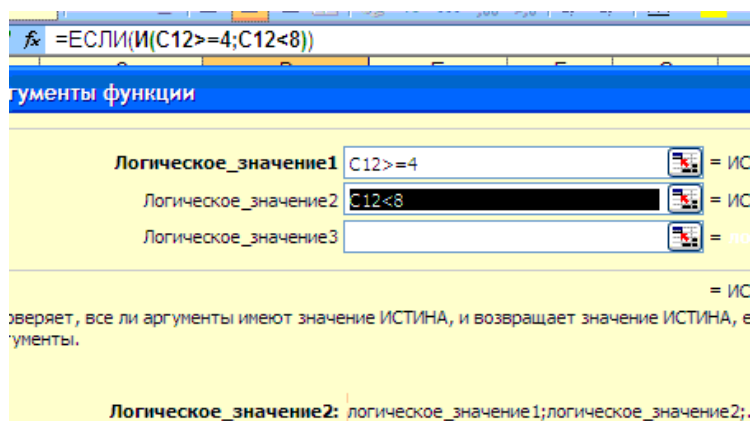 fx =ЕСЛИ(И(C12>=4;C12<8))
гументы функции
Логическое_значение1 C12>=4 = ИС
Логическое_значение2 C12<8 = ИС
Логическое_значение3 =
= ИС
оверяет, все ли аргументы имеют значение ИСТИНА, и возвращает значение ИСТИНА, е
гументы.
Логическое_значение2: логическое_значение1;логическое_значение2;.